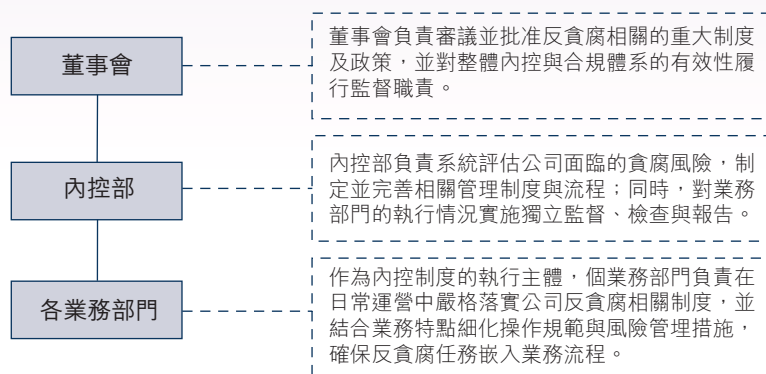 董事會
董事會負責審議並批准反貪腐相關的重大制度
及政策，並對整體內控與合規體系的有效性履
行監督職責。
內控部
內控部負責系統評估公司面臨的貪腐風險，制
定並完善相關管理制度與流程；同時，對業務
部門的執行情況實施獨立監督、檢查與報告。
各業務部門
作為內控制度的執行主體，個業務部門負責在
日常運營中嚴格落實公司反貪腐相關制度，並
結合業務特點細化操作規範與風險管埋措施，
確保反貪腐任務嵌入業務流程。